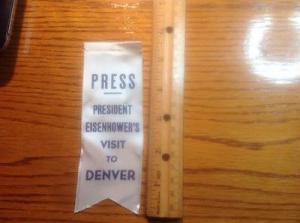 PRESS
PRESIDENT
EISENHOWER'S
VISIT
TO
DENVER